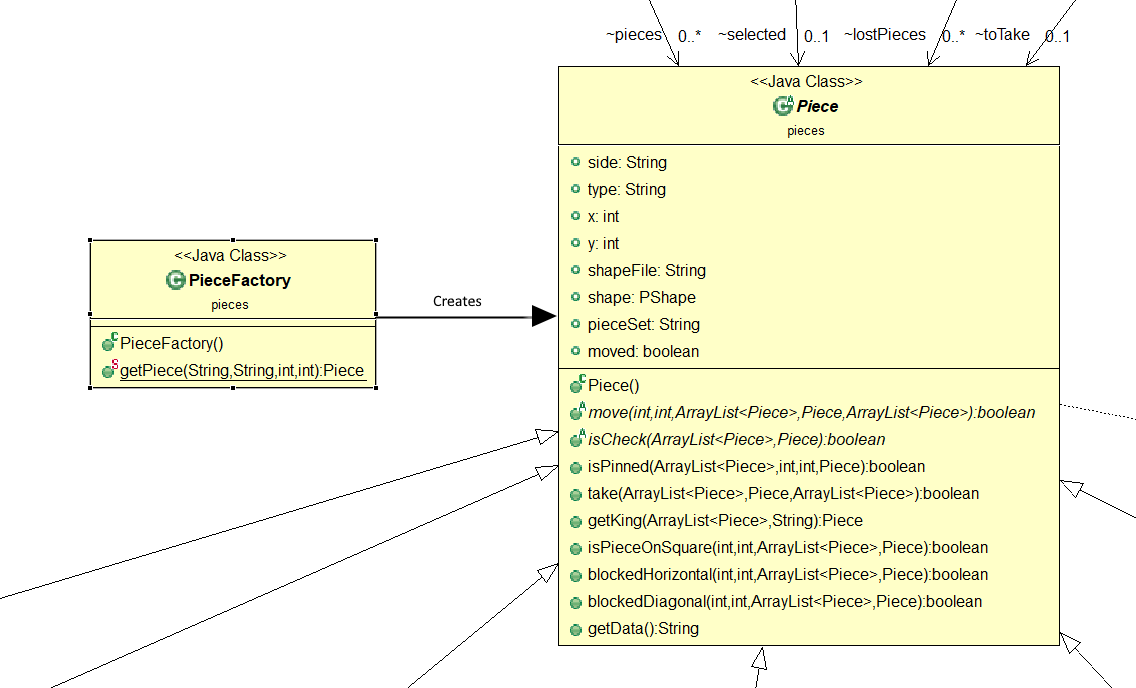 ~pieces 0..* ~selected 0..1 ~lostPieces 0..* ~toTake 0..1
<<Java Class>>
Piece
pieces
side: String
type: String
x: int
y: int
shapeFile: String
shape: PShape
pieceSet: String
moved: boolean
Piece()
move(int,int,ArrayList<Piece>,Piece,ArrayList<Piece>):boolean
isCheck(ArrayList<Piece>,Piece):boolean
isPinned(ArrayList<Piece>,int,int,Piece):boolean
take(ArrayList<Piece>,Piece,ArrayList<Piece>):boolean
getKing(ArrayList<Piece>,String):Piece
isPieceOnSquare(int,int,ArrayList<Piece>,Piece):boolean
blockedHorizontal(int,int,ArrayList<Piece>,Piece):boolean
blockedDiagonal(int,int,ArrayList<Piece>,Piece):boolean
getData():String
<<Java Class>>
PieceFactory
pieces
PieceFactory()
getPiece(String,String,int,int):Piece
Creates